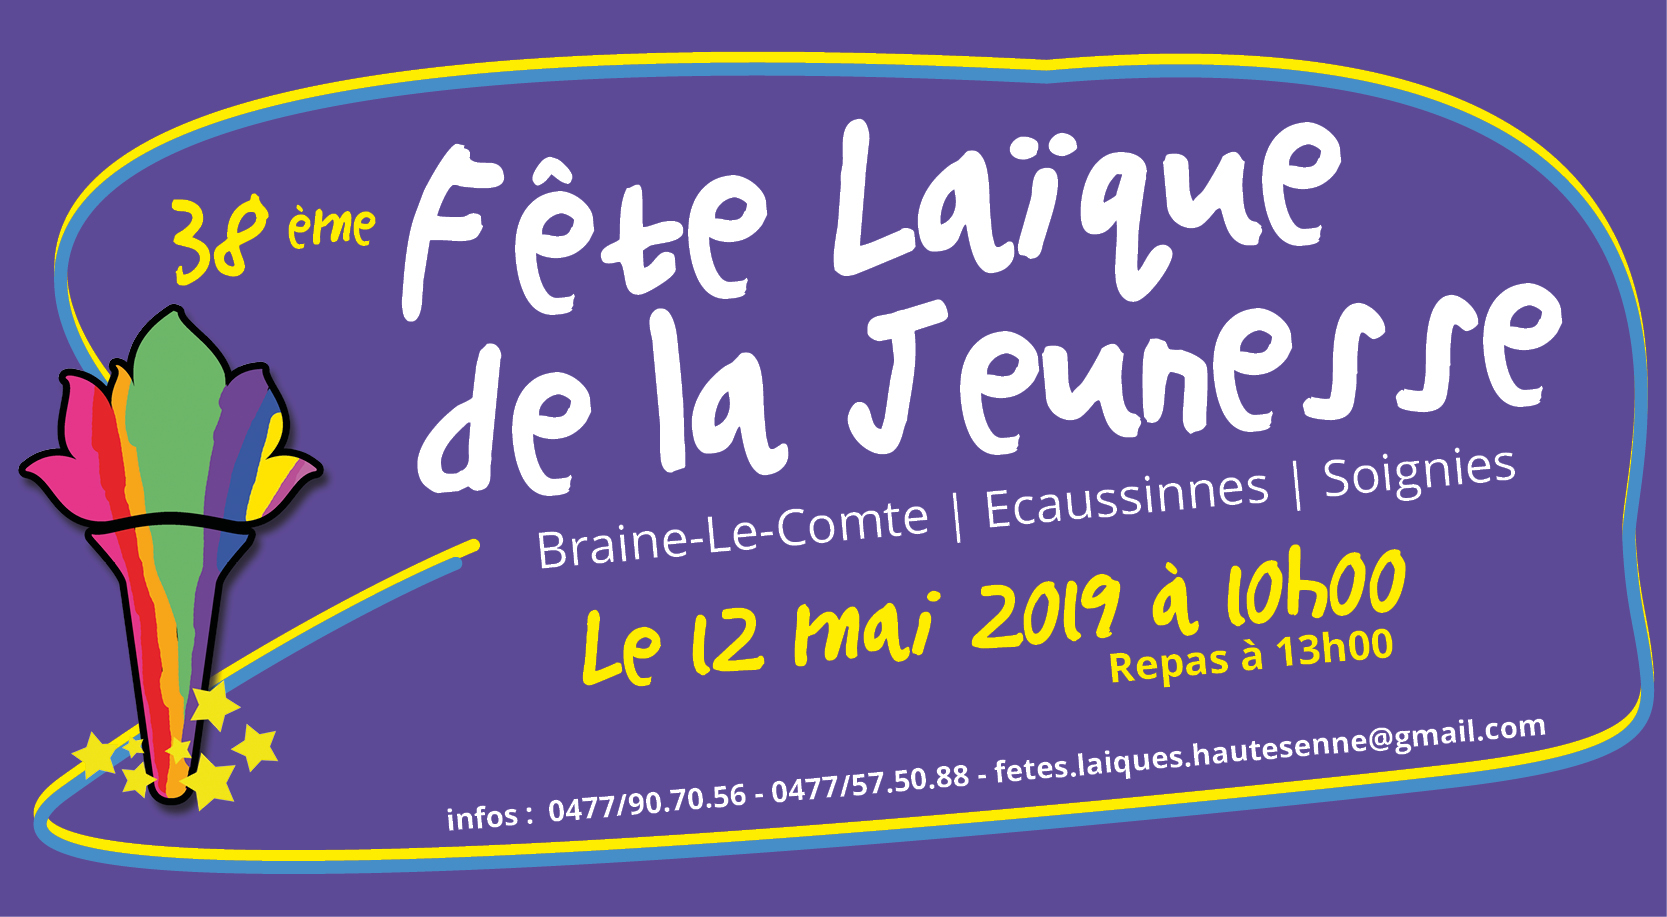 38 ème Fête Laïque
de la Jeunesse
Braine-Le-Comte | Ecaussinnes | Soignies
Le 12 mai 2019 à 10h00
Repas à 13h00
infos : 0477/90.70.56 - 0477/57.50.88 - fetes.laiques.hautesenne@gmail.com